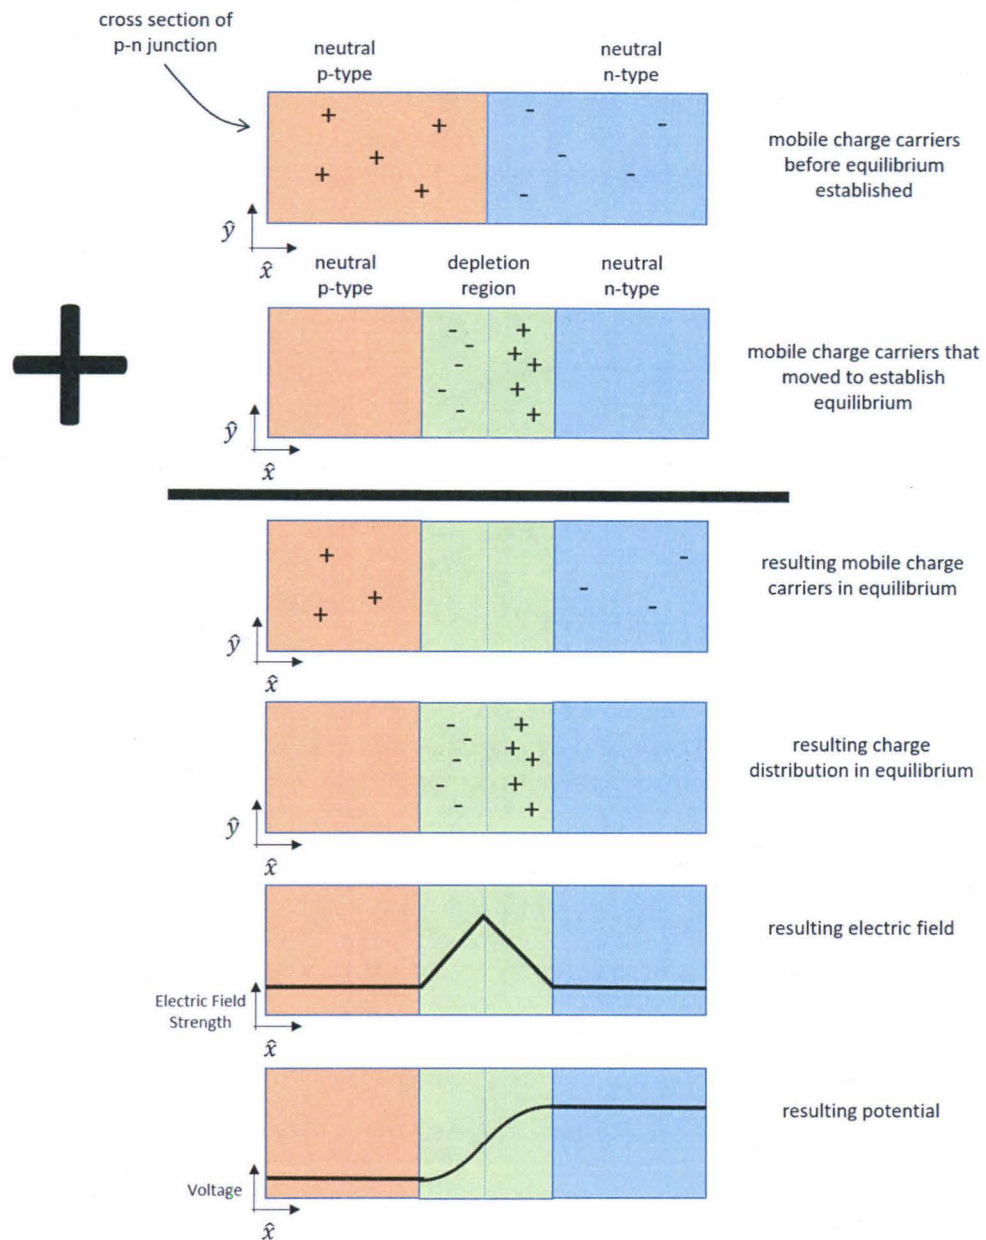 cross section of
p-n junction
neutral
p-type
neutral
n-type
+
-
+
-
+
-
+
-
+
-
mobile charge carriers
before equilibrium
established
ŷ
x̂
neutral
p-type
depletion
region
neutral
n-type
+
-
+
-
+
-
+
-
+
-
+
mobile charge carriers that
moved to establish
equilibrium
ŷ
x̂
+
-
+
-
+
-
resulting mobile charge
carriers in equilibrium
ŷ
x̂
-
+
-
+
-
+
-
+
-
+
resulting charge
distribution in equilibrium
ŷ
x̂
resulting electric field
Electric Field
Strength
x̂
resulting potential
Voltage
x̂